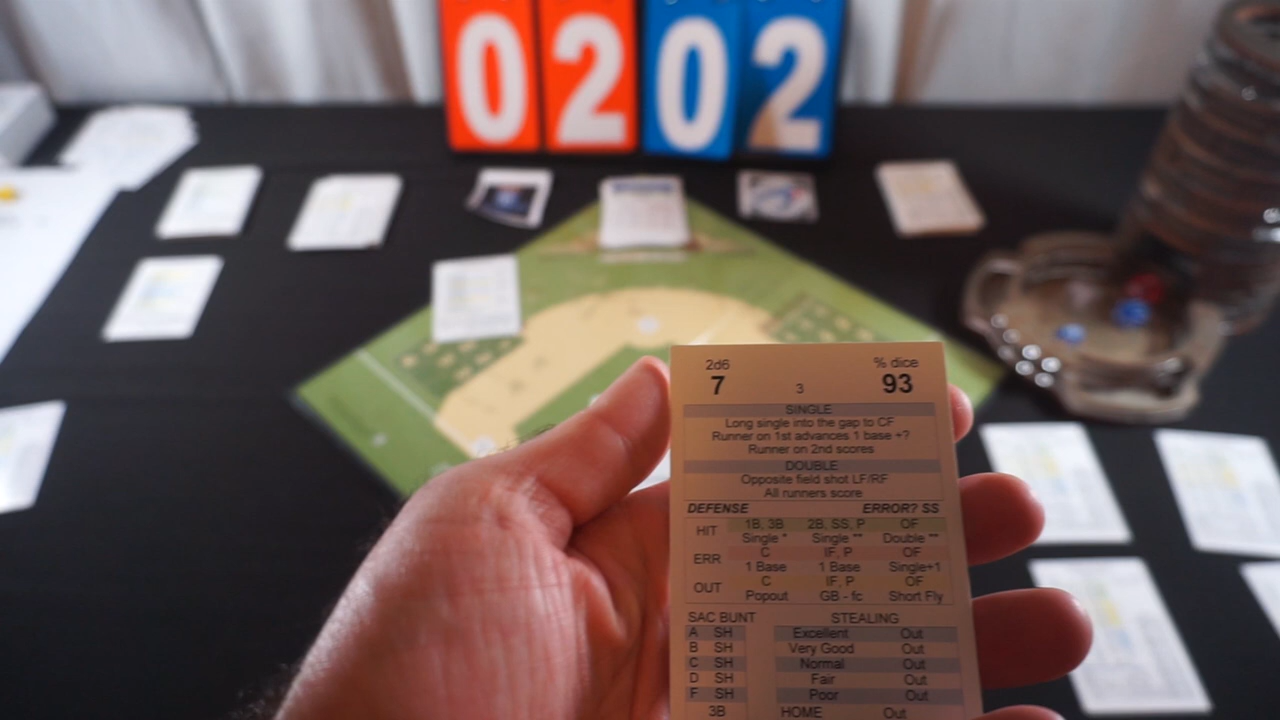 02 02
2d6 % dice
7 3 93
SINGLE
Long single into the gap to CF
Runner on 1st advances 1 base +?
Runner on 2nd scores
DOUBLE
Opposite field shot LF/RF
All runners score
DEFENSE ERROR? SS
HIT 1B, 3B 2B, SS, P OF
Single * Single ** Double **
ERR C IF, P OF
1 Base 1 Base Single+1
OUT C IF, P OF
Popout GB - fc Short Fly
SAC BUNT STEALING
A SH Excellent Out
B SH Very Good Out
C SH Normal Out
D SH Fair Out
F SH Poor Out
3B HOME Out